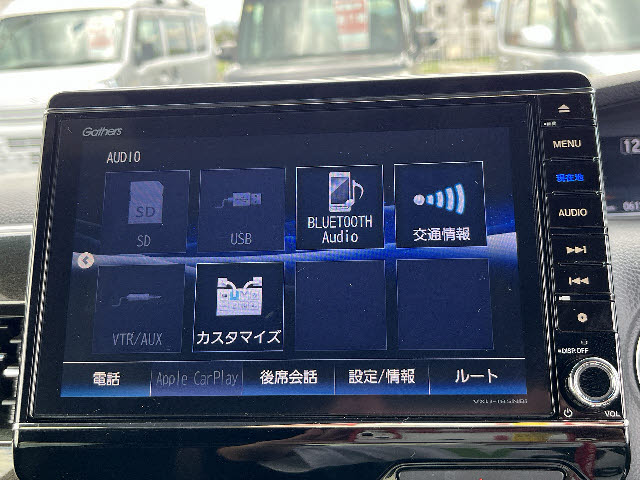 Gathers
AUDIO
SD
SD
USB
BLUETOOTH
Audio
交通情報
VTR/AUX
カスタマイズ
電話
Apple CarPlay
後席会話
設定/情報
ルート
MENU
現在地
AUDIO
DISP.OFF
VOL
12